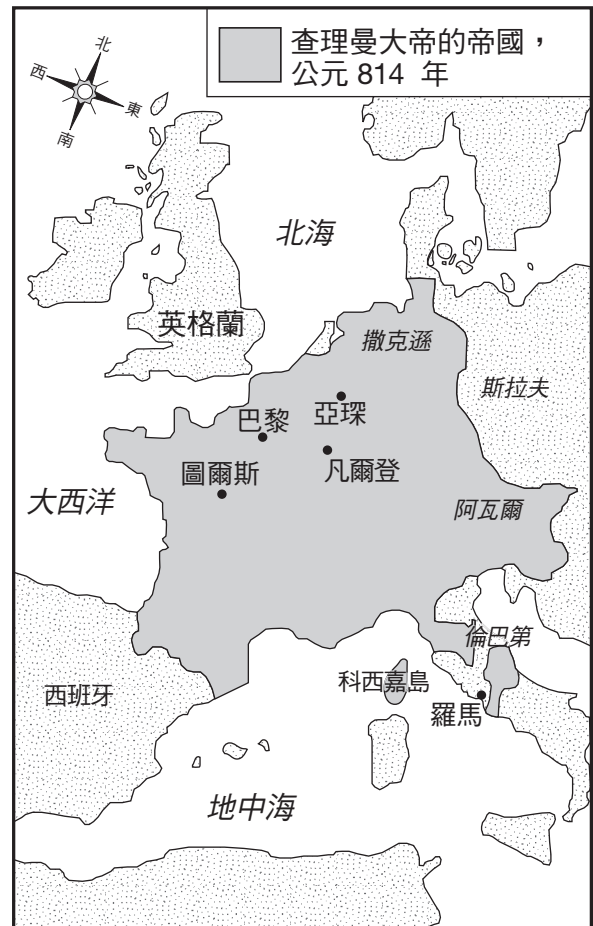 查理曼大帝的帝國，
公元 814 年
北
西
東
南
北海
英格蘭
撒克遜
斯拉夫
亞琛
巴黎
凡爾登
圖爾斯
大西洋
阿瓦爾
倫巴第
科西嘉島
西班牙
羅馬
地中海